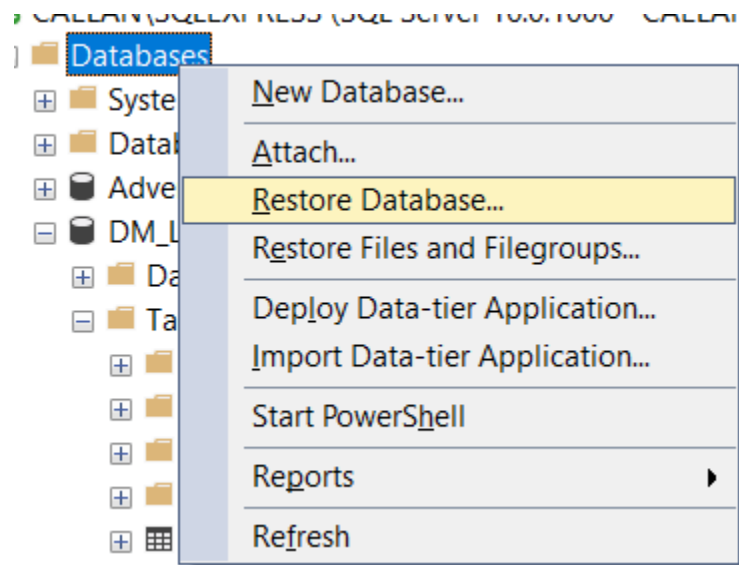 Databases
Syste
New Database...
Datab
Attach...
Adve
Restore Database...
DM_L
Restore Files and Filegroups...
Da
Deploy Data-tier Application...
Ta
Import Data-tier Application...
Start PowerShell
Reports
Refresh